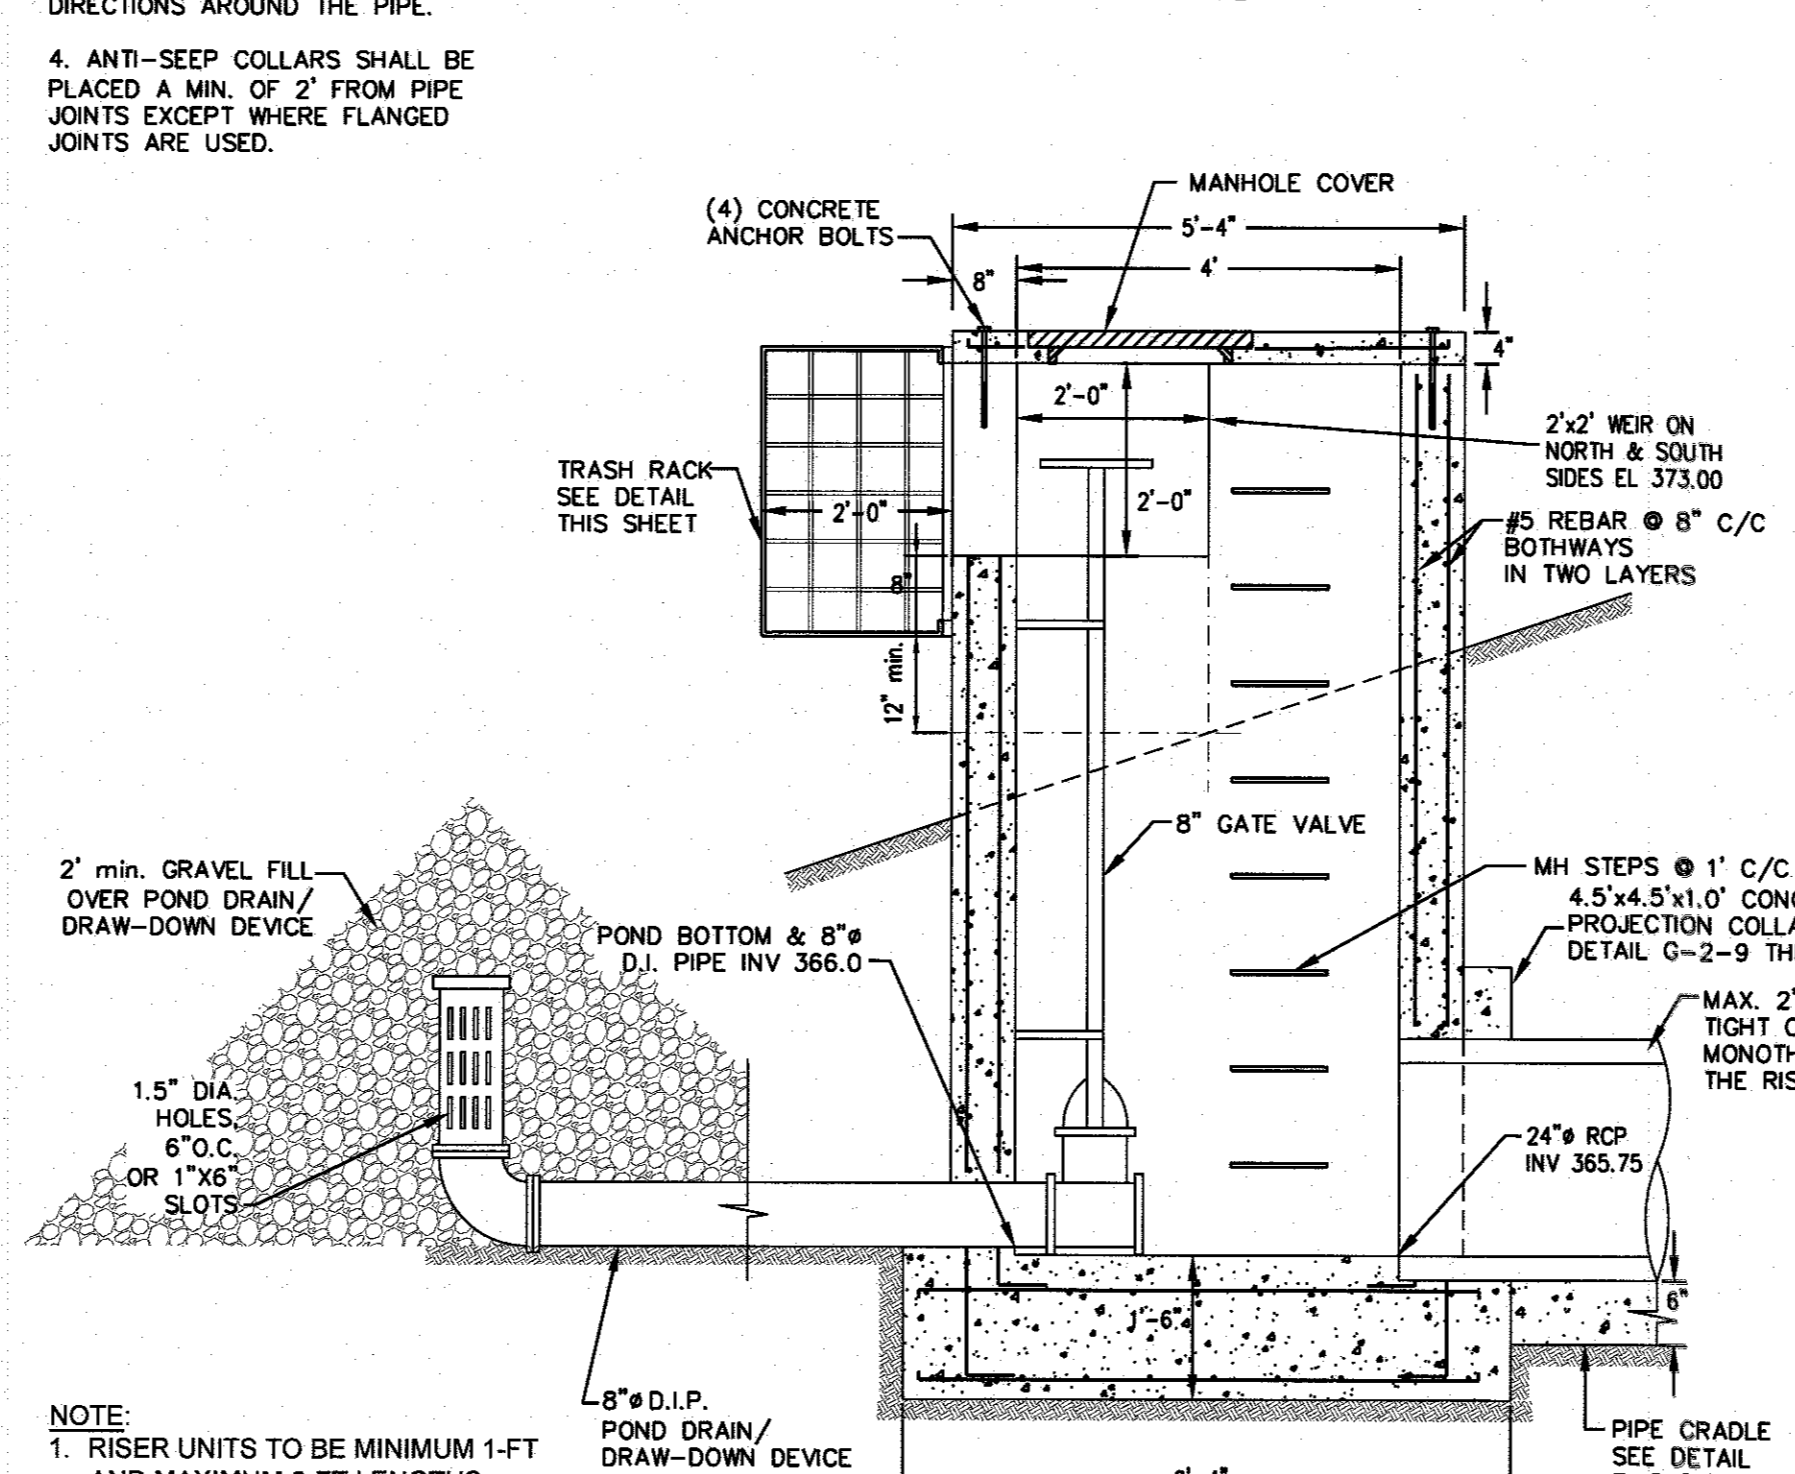 DIRECTIONS AROUND THE PIPE.
4. ANTI-SEEP COLLARS SHALL BE
PLACED A MIN. OF 2' FROM PIPE
JOINTS EXCEPT WHERE FLANGED
JOINTS ARE USED.
MANHOLE COVER
(4) CONCRETE
ANCHOR BOLTS
5'-4"
4'
8"
4"
2'-0"
2'x2' WEIR ON
NORTH & SOUTH
SIDES EL 373.00
TRASH RACK
SEE DETAIL
THIS SHEET
2'-0"
2'-0"
#5 REBAR @ 8" C/C
BOTHWAYS
IN TWO LAYERS
8"
12" min.
8" GATE VALVE
2' min. GRAVEL FILL
OVER POND DRAIN/
DRAW-DOWN DEVICE
MH STEPS @ 1' C/C
4.5'x4.5'x1.0'
PROJECTION
DETAIL G-2-9
POND BOTTOM & 8"ø
D.I. PIPE INV 366.0
MAX. 2'
TIGHT
THE
1.5" DIA.
HOLES,
6"O.C.
OR 1"X6"
SLOTS
24"ø RCP
INV 365.75
6"
1'-6"
8"ø D.I.P.
POND DRAIN/
DRAW-DOWN DEVICE
PIPE CRADLE
SEE DETAIL
NOTE:
1. RISER UNITS TO BE MINIMUM 1-FT